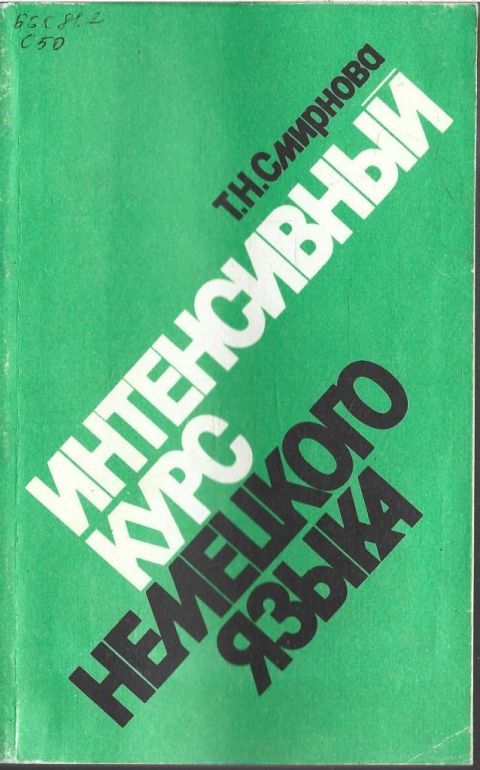 ББК 81.2
С50
Т.Н.Смирнова
ИНТЕНСИВНЫЙ
КУРС
НЕМЕЦКОГО
ЯЗЫКА